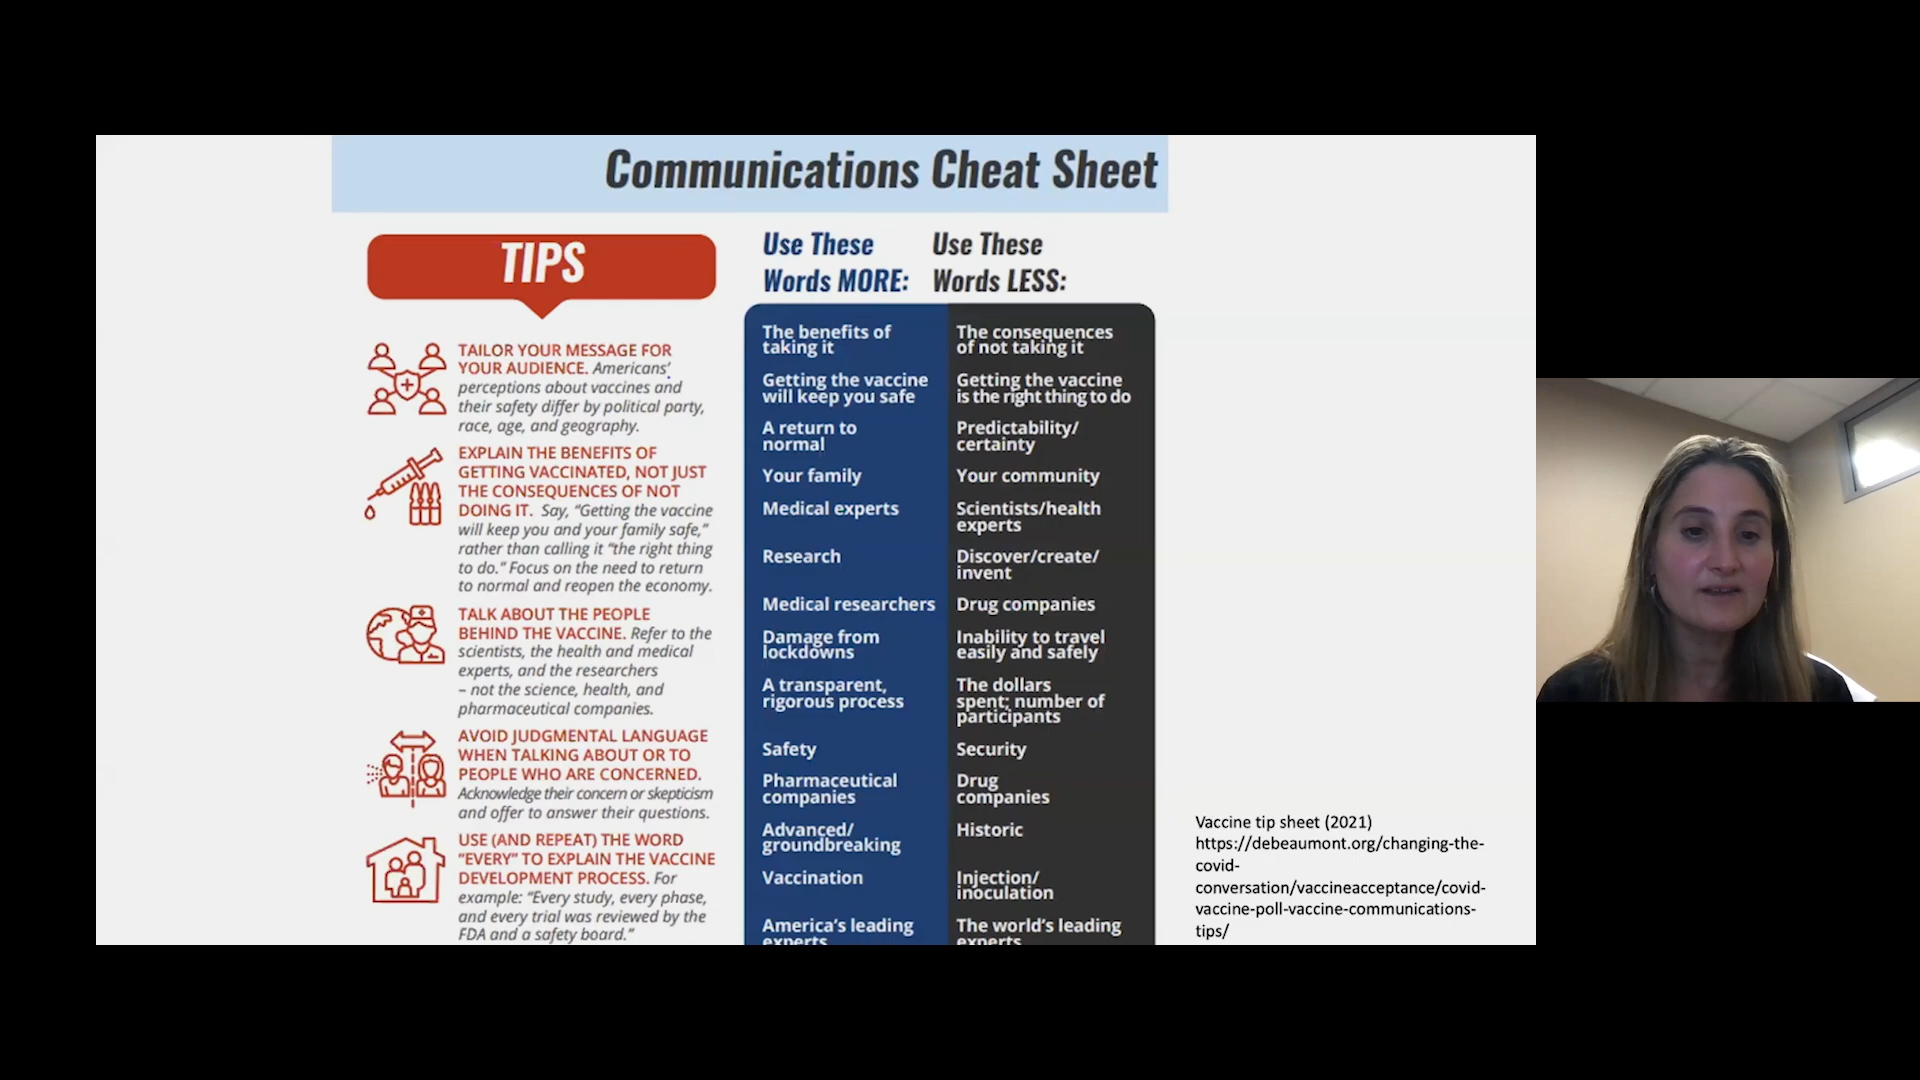 Communications Cheat Sheet
TIPS
TAILOR YOUR MESSAGE FOR
YOUR AUDIENCE. Americans’
perceptions about vaccines and
their safety differ by political party,
race, age, and geography.
EXPLAIN THE BENEFITS OF
GETTING VACCINATED, NOT JUST
THE CONSEQUENCES OF NOT
DOING IT. Say, “Getting the vaccine
will keep you and your family safe,”
rather than calling it “the right thing
to do.” Focus on the need to return
to normal and reopen the economy.
TALK ABOUT THE PEOPLE
BEHIND THE VACCINE. Refer to the
scientists, the health and medical
experts, and the researchers
– not the science, health, and
pharmaceutical companies.
AVOID JUDGMENTAL LANGUAGE
WHEN TALKING ABOUT OR TO
PEOPLE WHO ARE CONCERNED.
Acknowledge their concern or skepticism
and offer to answer their questions.
USE (AND REPEAT) THE WORD
“EVERY” TO EXPLAIN THE VACCINE
DEVELOPMENT PROCESS. For
example: “Every study, every phase,
and every trial was reviewed by the
FDA and a safety board.”
Use These
Words MORE:
Use These
Words LESS:
The benefits of
taking it
The consequences
of not taking it
Getting the vaccine
will keep you safe
Getting the vaccine
is the right thing to do
A return to
normal
Predictability/
certainty
Your family
Your community
Medical experts
Scientists/health
experts
Research
Discover/create/
invent
Medical researchers
Drug companies
Damage from
lockdowns
Inability to travel
easily and safely
A transparent,
rigorous process
The dollars
spent; number of
participants
Safety
Security
Pharmaceutical
companies
Drug
companies
Advanced/
groundbreaking
Historic
Vaccination
Injection/
inoculation
America’s leading
experts
The world’s leading
experts
Vaccine tip sheet (2021)
https://debeaumont.org/changing-the-
covid-
conversation/vaccineacceptance/covid-
vaccine-poll-vaccine-communications-
tips/